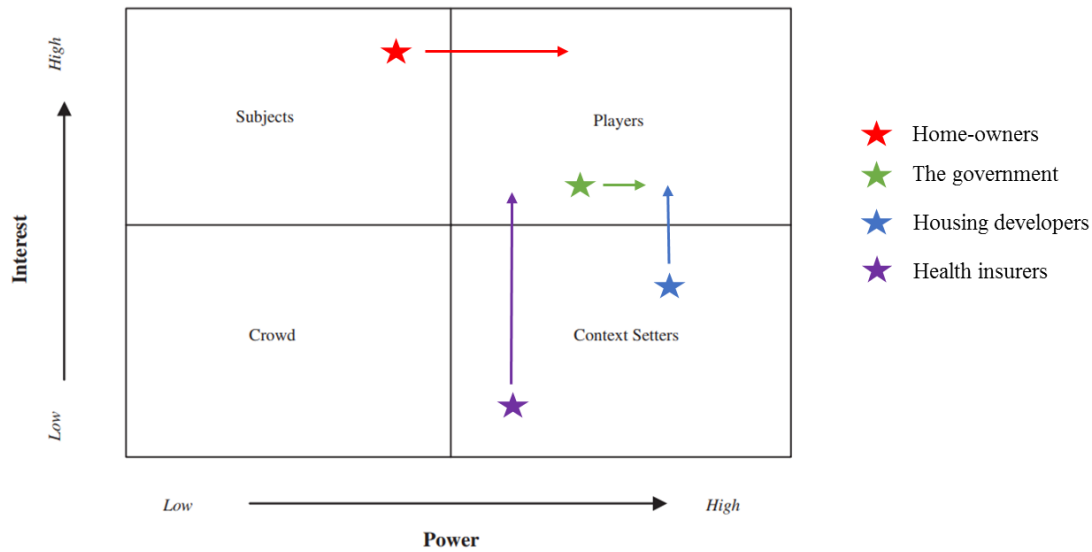 High
Interest
Low
Subjects
Players
Crowd
Context Setters
Low
High
Power
Home-owners
The government
Housing developers
Health insurers